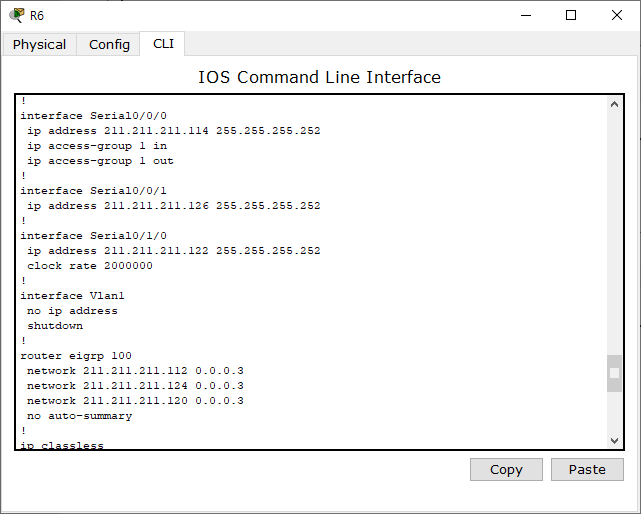 R6
Physical Config CLI
IOS Command Line Interface
!
interface Serial0/0/0
 ip address 211.211.211.114 255.255.255.252
 ip access-group 1 in
 ip access-group 1 out
!
interface Serial0/0/1
 ip address 211.211.211.126 255.255.255.252
!
interface Serial0/1/0
 ip address 211.211.211.122 255.255.255.252
 clock rate 2000000
!
interface Vlan1
 no ip address
 shutdown
!
router eigrp 100
 network 211.211.211.112 0.0.0.3
 network 211.211.211.124 0.0.0.3
 network 211.211.211.120 0.0.0.3
 no auto-summary
!
ip classless
Copy Paste